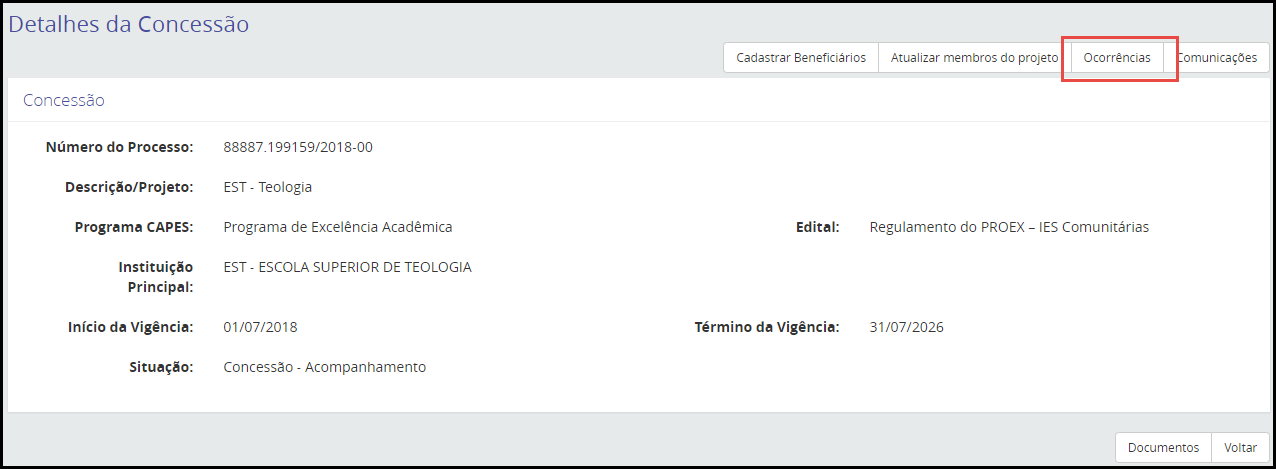 Detalhes da Concessão
Cadastrar Beneficiários Atualizar membros do projeto Ocorrências Comunicações
Concessão
Número do Processo: 88887.199159/2018-00
Descrição/Projeto: EST - Teologia
Programa CAPES: Programa de Excelência Acadêmica Edital: Regulamento do PROEX – IES Comunitárias
Instituição Principal: EST - ESCOLA SUPERIOR DE TEOLOGIA
Início da Vigência: 01/07/2018 Término da Vigência: 31/07/2026
Situação: Concessão - Acompanhamento
Documentos Voltar